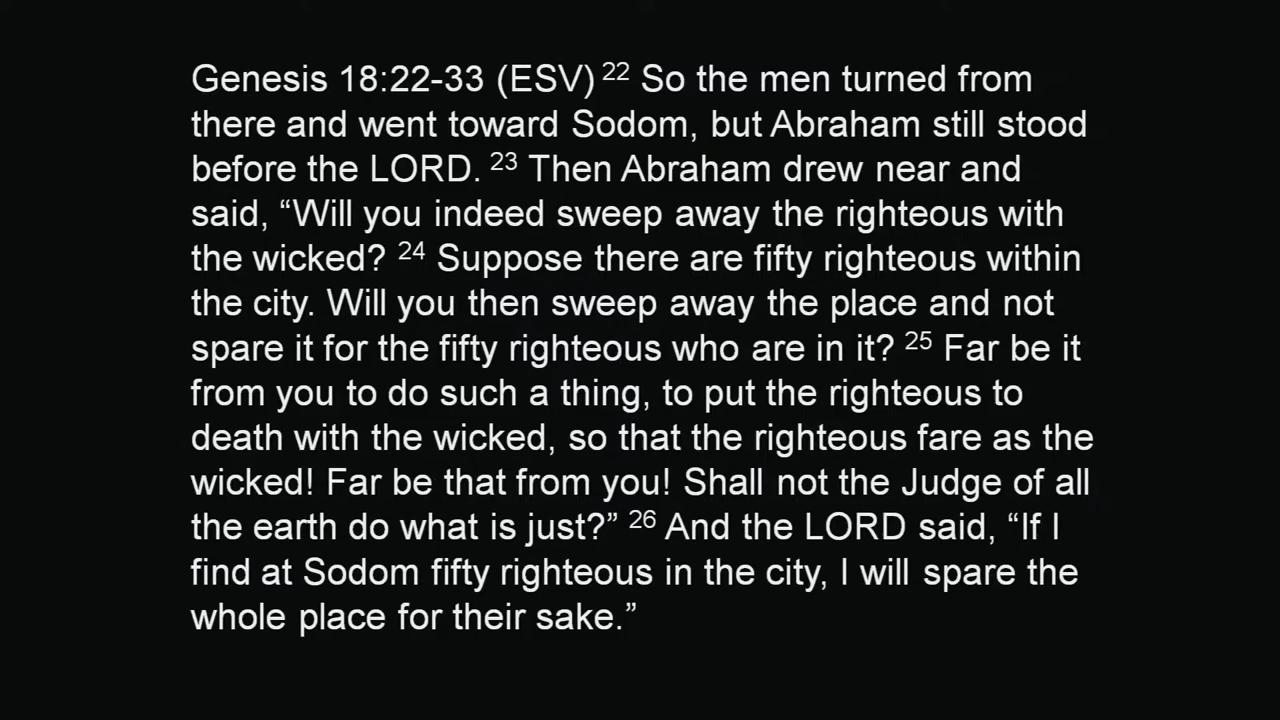 Genesis 18:22-33 (ESV) 22 So the men turned from
there and went toward Sodom, but Abraham still stood
before the LORD. 23 Then Abraham drew near and
said, “Will you indeed sweep away the righteous with
the wicked? 24 Suppose there are fifty righteous within
the city. Will you then sweep away the place and not
spare it for the fifty righteous who are in it? 25 Far be it
from you to do such a thing, to put the righteous to
death with the wicked, so that the righteous fare as the
wicked! Far be that from you! Shall not the Judge of all
the earth do what is just?” 26 And the LORD said, “If I
find at Sodom fifty righteous in the city, I will spare the
whole place for their sake.”